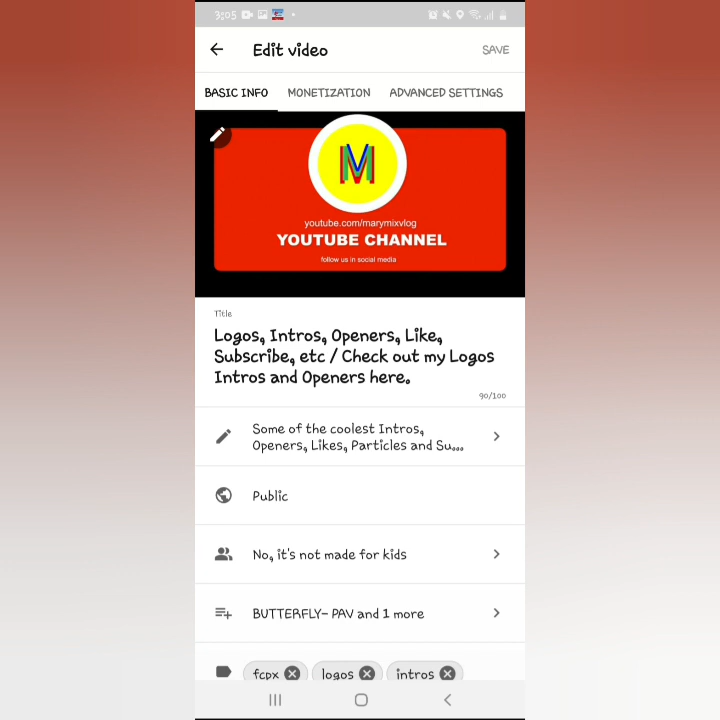 3:05
Edit video
SAVE
BASIC INFO
MONETIZATION
ADVANCED SETTINGS
M
youtube.com/marymixvlog
YOUTUBE CHANNEL
follow us in social media
Title
Logos, Intros, Openers, Like,
Subscribe, etc / Check out my Logos
Intros and Openers here.
90/100
Some of the coolest Intros,
Openers, Likes, Particles and Su...
Public
No, it's not made for kids
BUTTERFLY- PAV and 1 more
fcpx
logos
intros